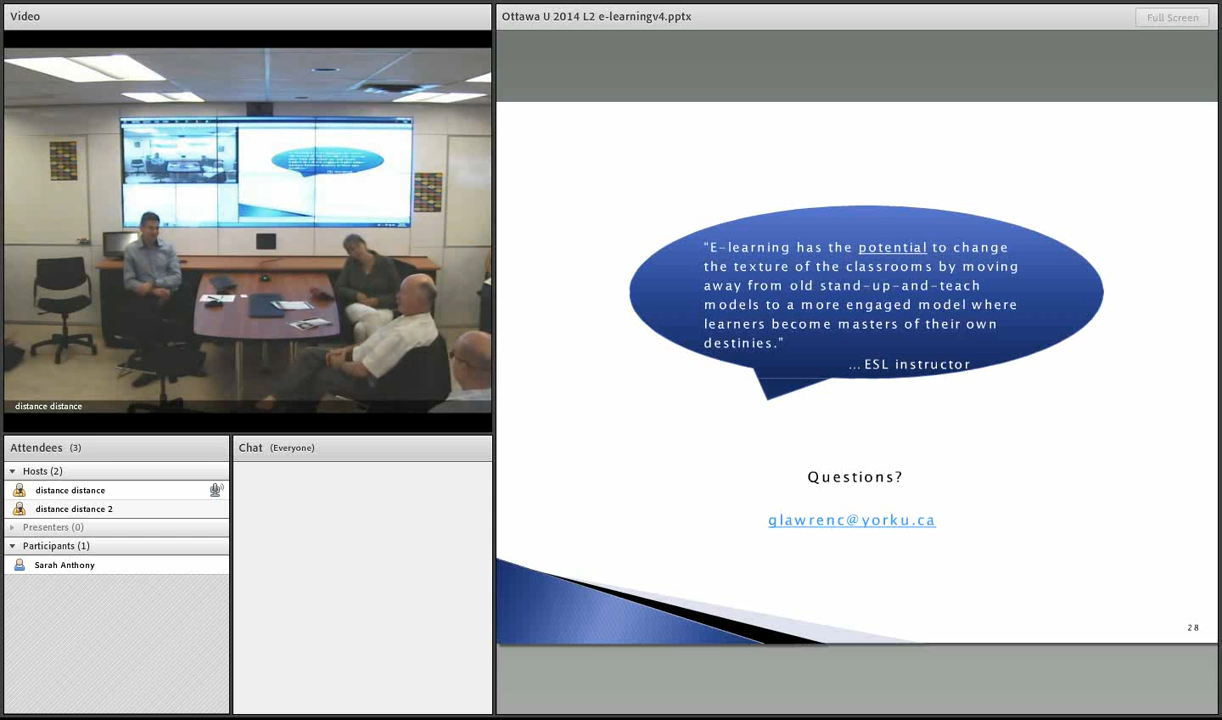 Video
Ottawa U 2014 L2 e-learningv4.pptx
Full Screen
distance distance
Attendees (3)
Hosts (2)
distance distance
distance distance 2
Presenters (0)
Participants (1)
Sarah Anthony
Chat (Everyone)
"E-learning has the potential to change
the texture of the classrooms by moving
away from old stand-up-and-teach
models to a more engaged model where
learners become masters of their own
destinies."
...ESL instructor
Questions?
glawrenc@yorku.ca
28